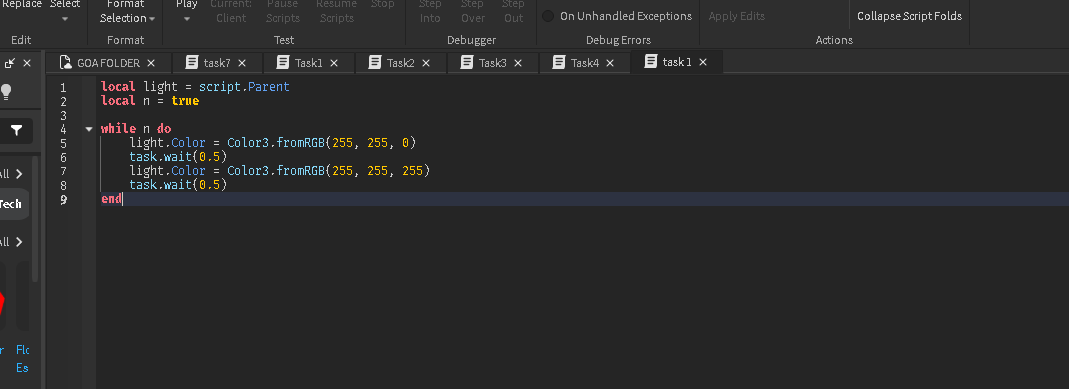 Replace Select Format Play Current: Pause Resume Stop Step Step Step On Unhandled Exceptions Apply Edits Collapse Script Folds
Selection Client Scripts Scripts Into Over Out
Edit Format Test Debugger Debug Errors Actions
GOA FOLDER task7 Task1 Task2 Task3 Task4 task1
1 local light = script.Parent
2 local n = true
3
4 while n do
5 light.Color = Color3.fromRGB(255, 255, 0)
6 task.wait(0.5)
7 light.Color = Color3.fromRGB(255, 255, 255)
8 task.wait(0.5)
9 end
All
Tech
All
Es